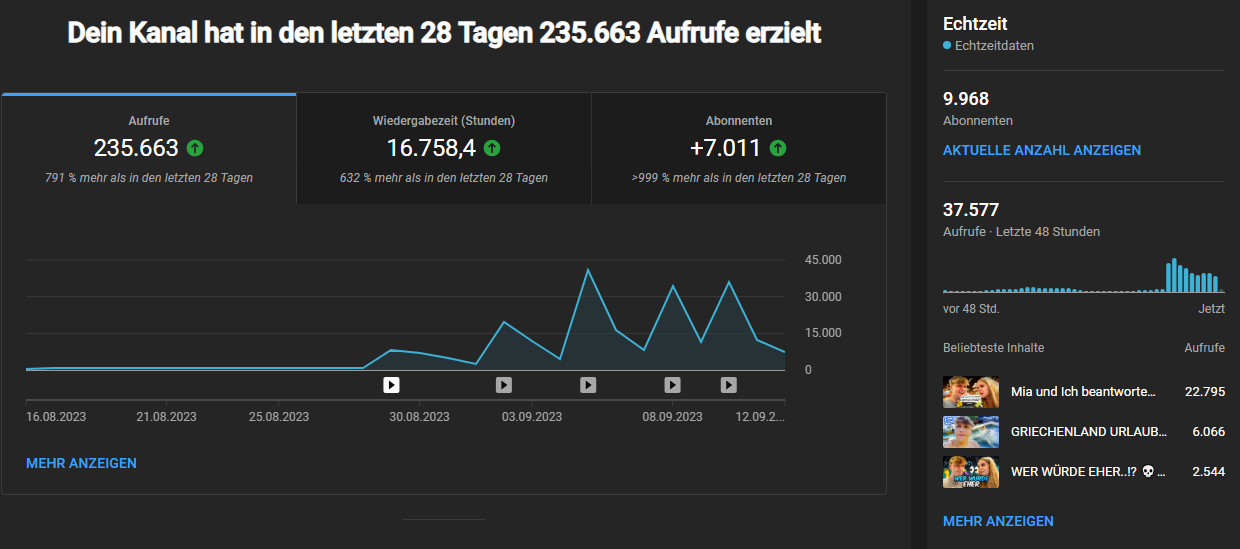 Dein Kanal hat in den letzten 28 Tagen 235.663 Aufrufe erzielt
Aufrufe
235.663
791 % mehr als in den letzten 28 Tagen
Wiedergabezeit (Stunden)
16.758,4
632 % mehr als in den letzten 28 Tagen
Abonnenten
+7.011
>999 % mehr als in den letzten 28 Tagen
45.000
30.000
15.000
0
16.08.2023
21.08.2023
25.08.2023
30.08.2023
03.09.2023
08.09.2023
12.09.2...
MEHR ANZEIGEN
Echtzeit
Echtzeitdaten
9.968
Abonnenten
AKTUELLE ANZAHL ANZEIGEN
37.577
Aufrufe · Letzte 48 Stunden
vor 48 Std.
Jetzt
Beliebteste Inhalte
Aufrufe
Mia und Ich beantworte...
22.795
GRIECHENLAND URLAUB...
6.066
WER WÜRDE EHER
WER WÜRDE EHER..!? 💀 ...
2.544
MEHR ANZEIGEN